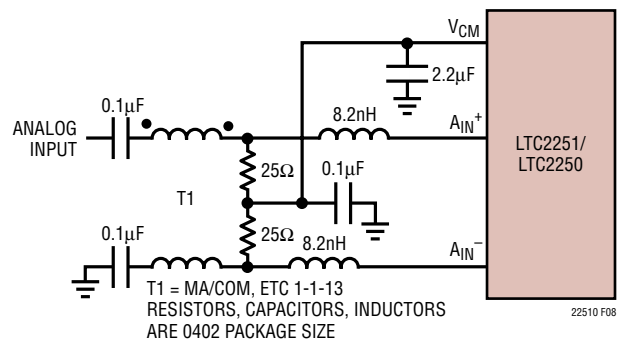 V_CM
2.2µF
0.1µF
8.2nH
A_IN^+
ANALOG
INPUT
LTC2251/
LTC2250
25Ω
0.1µF
T1
25Ω
0.1µF
8.2nH
A_IN^–
T1 = MA/COM, ETC 1-1-13
RESISTORS, CAPACITORS, INDUCTORS
ARE 0402 PACKAGE SIZE
22510 F08